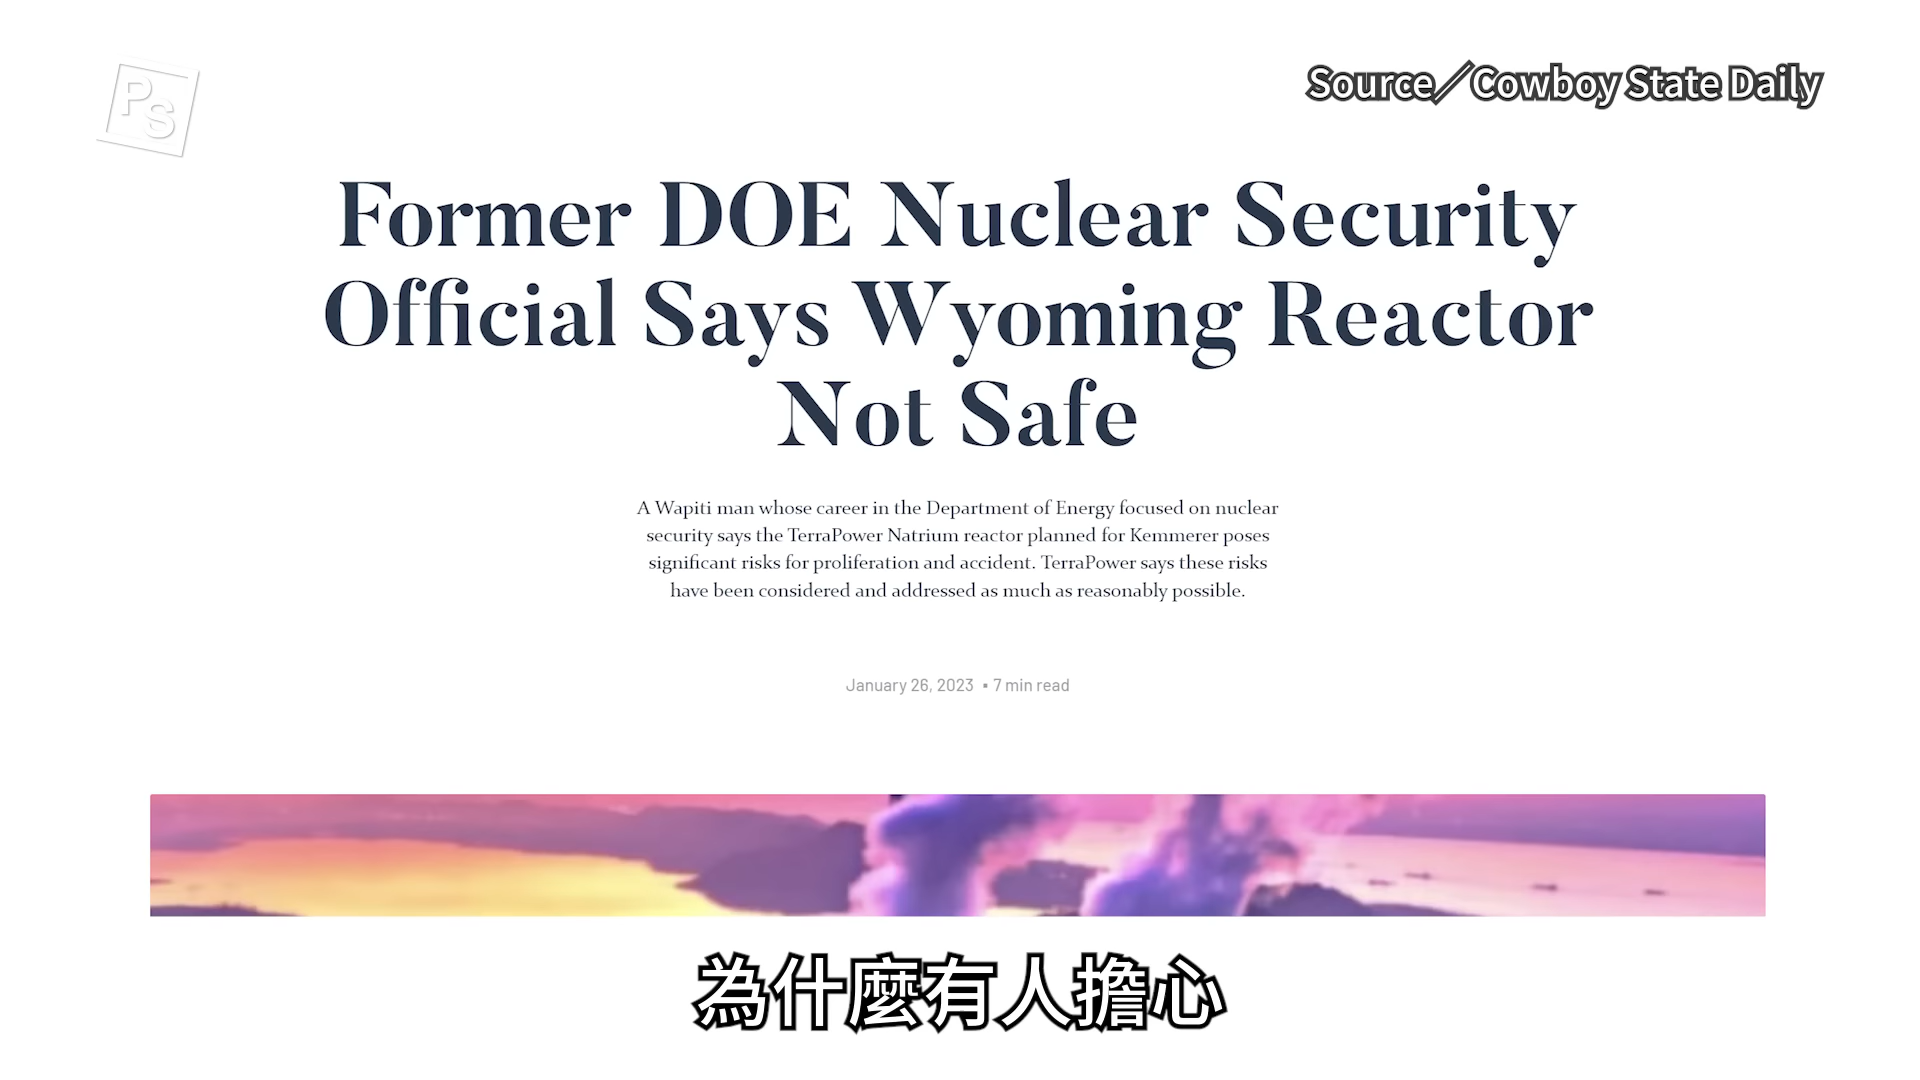 PS
Source／Cowboy State Daily
Former DOE Nuclear Security
Official Says Wyoming Reactor
Not Safe
A Wapiti man whose career in the Department of Energy focused on nuclear
security says the TerraPower Natrium reactor planned for Kemmerer poses
significant risks for proliferation and accident. TerraPower says these risks
have been considered and addressed as much as reasonably possible.
January 26, 2023 • 7 min read
為什麼有人擔心